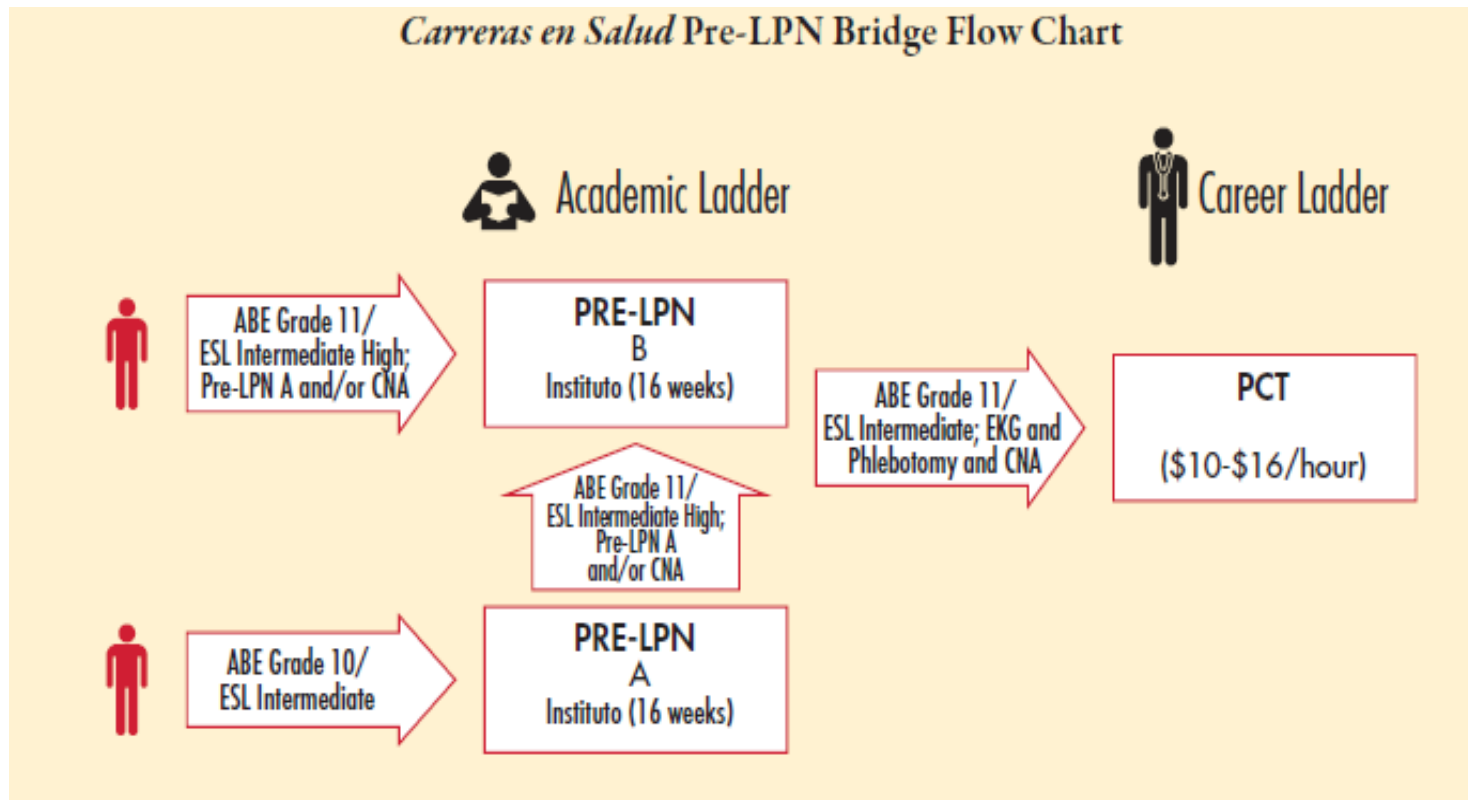 Carreras en Salud Pre-LPN Bridge Flow Chart
Academic Ladder
Career Ladder
ABE Grade 11/
ESL Intermediate High;
Pre-LPN A and/or CNA
PRE-LPN
B
Instituto (16 weeks)
ABE Grade 11/
ESL Intermediate; EKG and
Phlebotomy and CNA
PCT
($10-$16/hour)
ABE Grade 11/
ESL Intermediate High;
Pre-LPN A
and/or CNA
ABE Grade 10/
ESL Intermediate
PRE-LPN
A
Instituto (16 weeks)